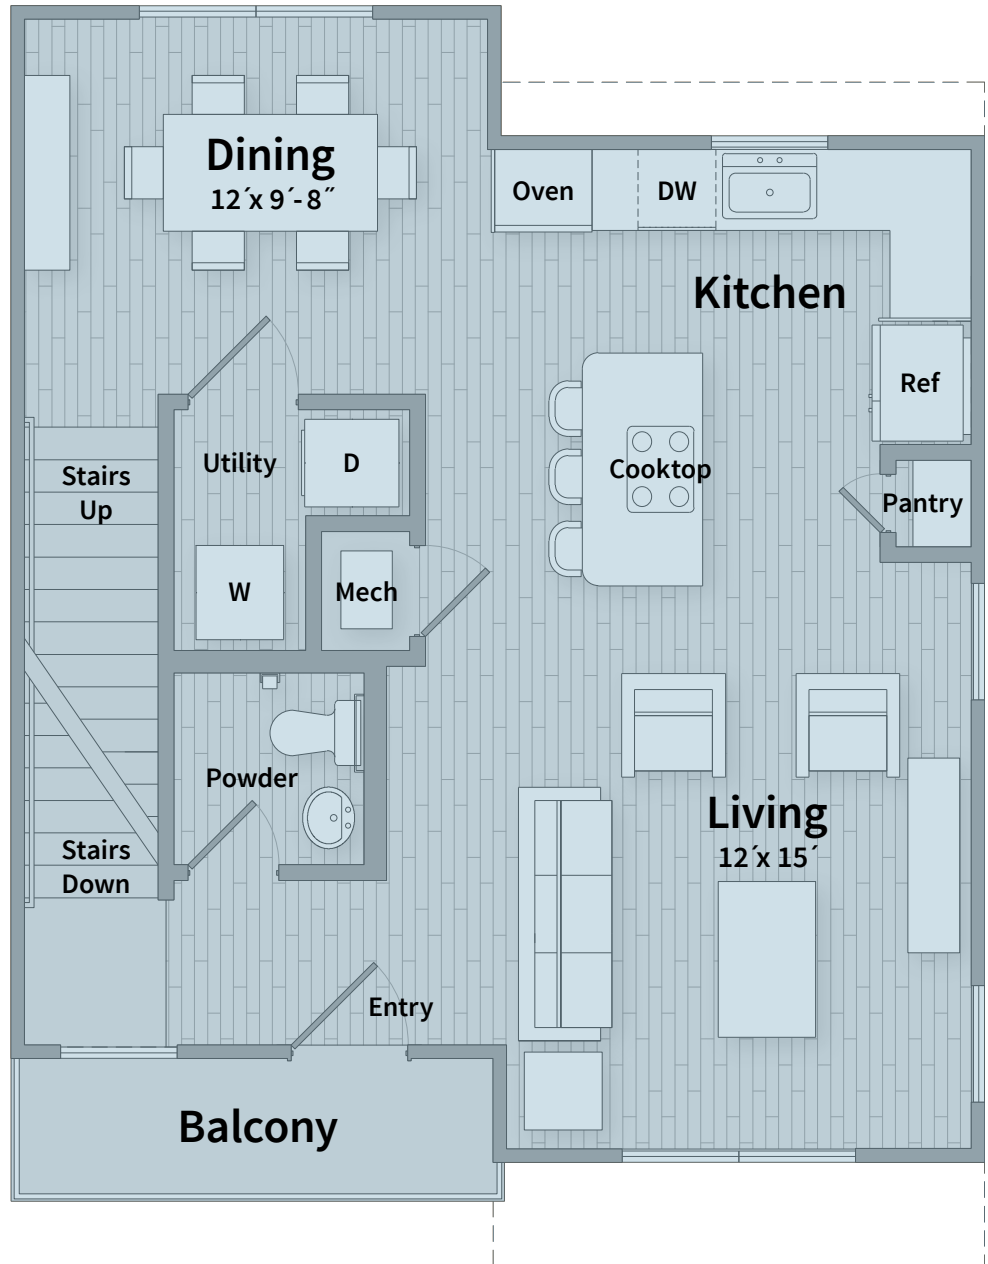 Dining
12´x 9´-8˝
Oven
DW
Kitchen
Ref
Utility
D
Cooktop
Stairs
Up
Pantry
W
Mech
Powder
Living
12´x 15´
Stairs
Down
Entry
Balcony